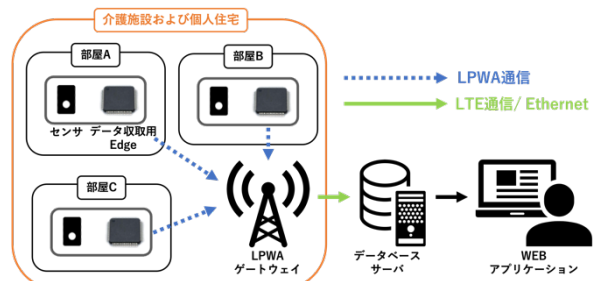 介護施設および個人住宅
部屋A
部屋B
センサ
データ収取用
Edge
部屋C
LPWA通信
LTE通信/ Ethernet
LPWA
ゲートウェイ
データベース
サーバ
WEB
アプリケーション